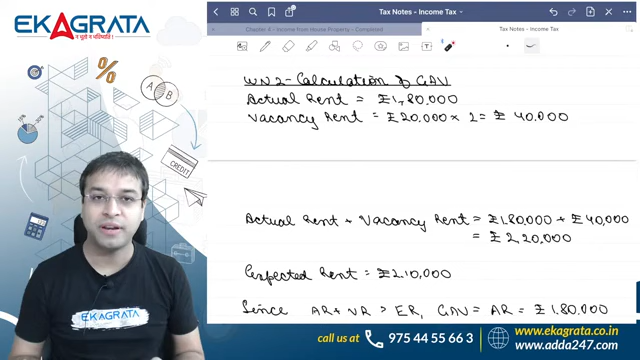 EKAGRATA
Tax Notes - Income Tax
Chapter 4 - Income from House Property - Completed
Tax Notes - Income Tax
WN2 - Calculation of GAV
Actual Rent = ₹1,80,000
Vacancy Rent = ₹20,000 × 2 = ₹ 40,000
Actual Rent + Vacancy Rent = ₹1,80,000 + ₹40,000
= ₹2,20,000
Expected Rent = ₹2,10,000
Since AR + VR > ER, GAV = AR = ₹1,80,000
%
A B
CREDIT
EKAGRATA
call us at 975 44 55 66 3
www.ekagrata.co.in
www.adda247.com